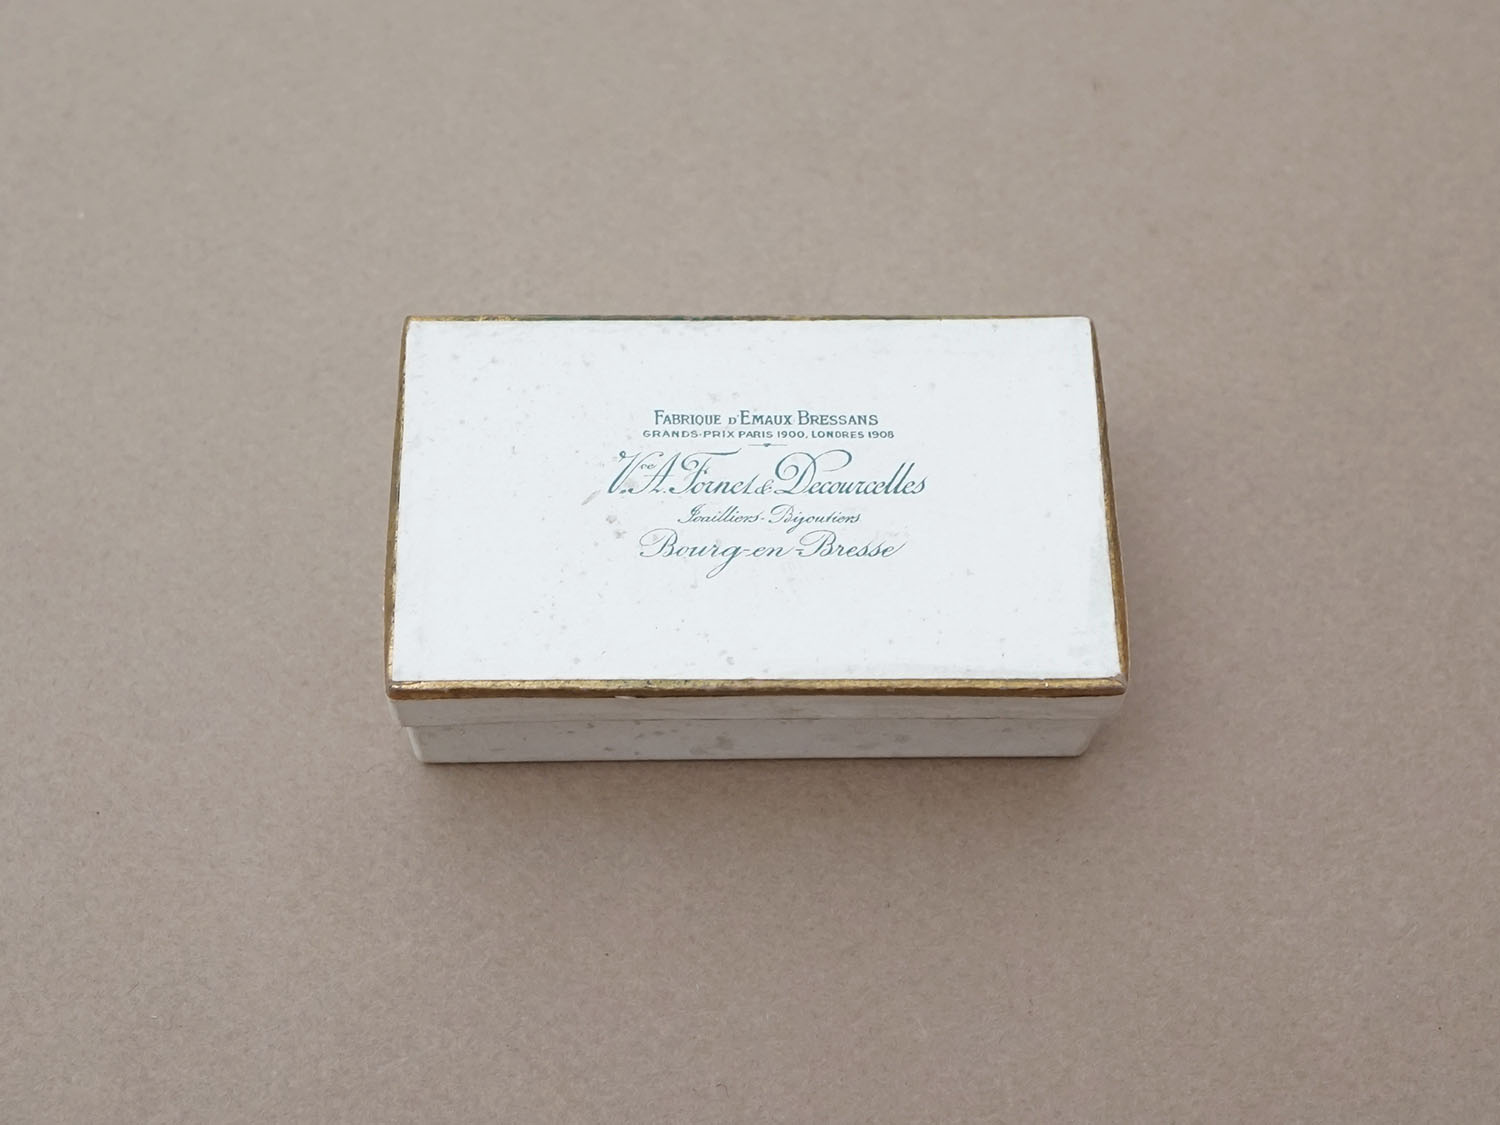 FABRIQUE D'EMAUX BRESSANS
GRANDS-PRIX PARIS 1900, LONDRES 1908
Vve A. Fornet & Decourcelles
Joailliers-Bijoutiers
Bourg-en-Bresse